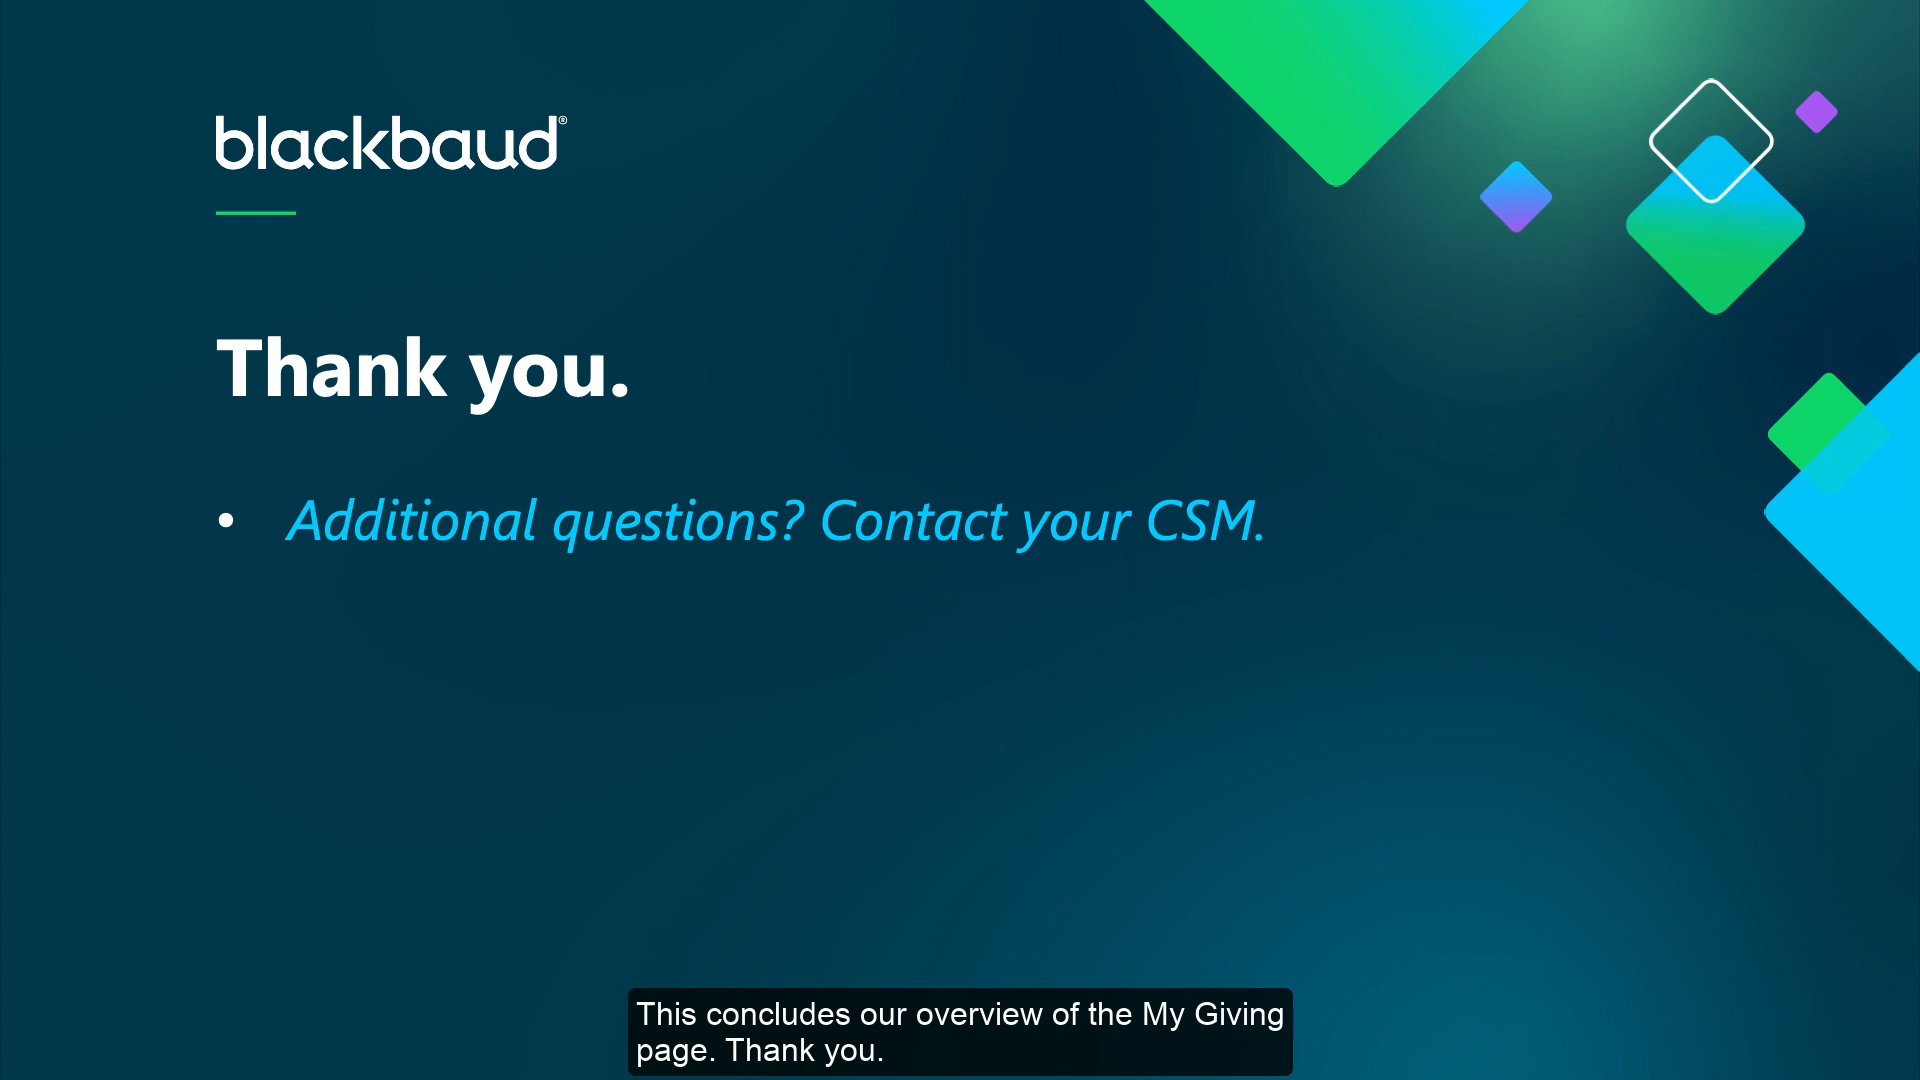 blackbaud®
Thank you.
• Additional questions? Contact your CSM.
This concludes our overview of the My Giving
page. Thank you.